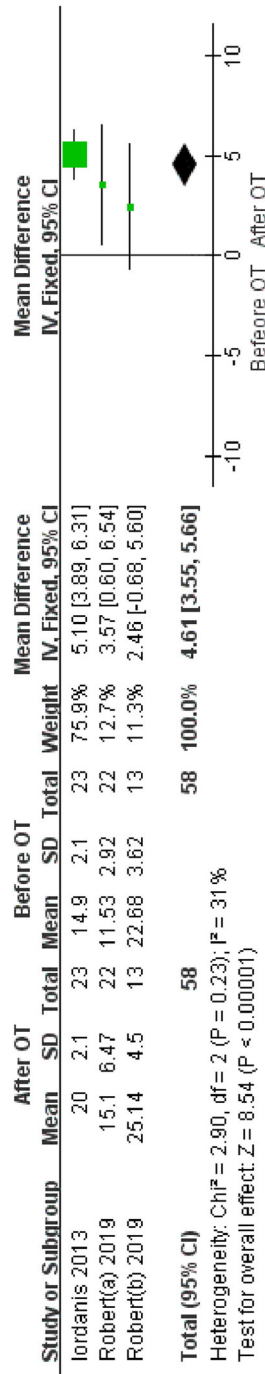 After OT Before OT Mean Difference Mean Difference
Study or Subgroup Mean SD Total Mean SD Total Weight IV, Fixed, 95% CI IV, Fixed, 95% CI
Iordanis 2013 20 2.1 23 14.9 2.1 23 75.9% 5.10 [3.89, 6.31]
Robert(a) 2019 15.1 6.47 22 11.53 2.92 22 12.7% 3.57 [0.60, 6.54]
Robert(b) 2019 25.14 4.5 13 22.68 3.62 13 11.3% 2.46 [-0.68, 5.60]
Total (95% CI) 58 58 100.0% 4.61 [3.55, 5.66]
Heterogeneity: Chi² = 2.90, df = 2 (P = 0.23); I² = 31%
Test for overall effect: Z = 8.54 (P < 0.00001)
-10 -5 0 5 10
Befeore OT After OT